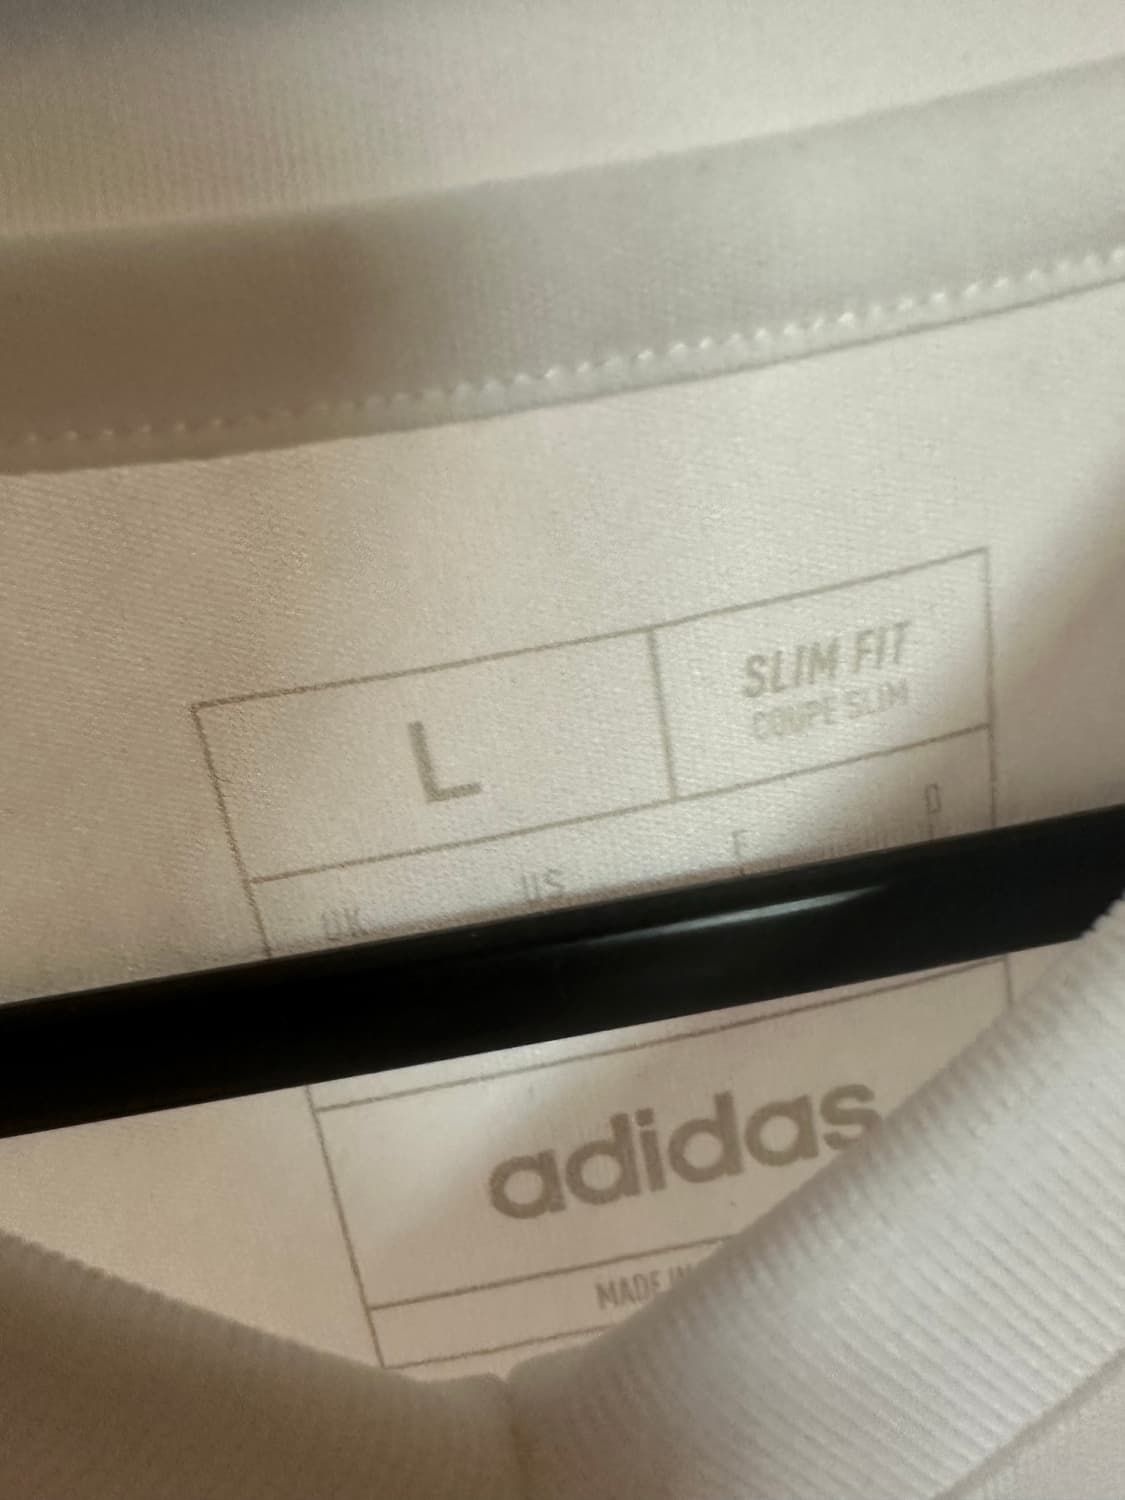 L
SLIM FIT
COUPE SLIM
UK US F D
adidas
MADE IN